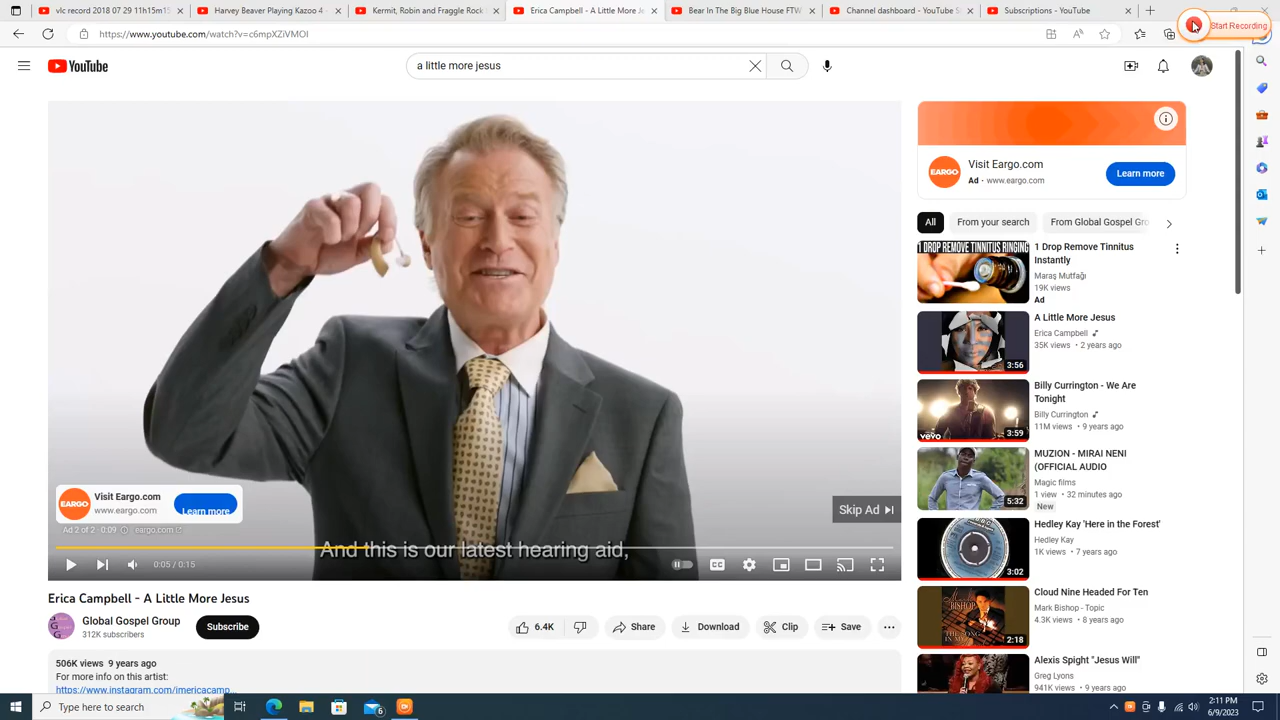 vlc record 2018 07 29 11h15m15
Harvey Beaver Playing Kazoo 4
Kermit, Robin and Fraggle Rock
Erica Campbell - A Little More Je
Bear In The Big Blue House FTW
Channel dashboard - YouTube S
Subscriptions - YouTube
Start Recording
https://www.youtube.com/watch?v=c6mpXZiVMOI
YouTube
a little more jesus
EARGO
Visit Eargo.com
Ad · www.eargo.com
Learn more
All
From your search
From Global Gospel Gro
1 DROP REMOVE TINNITUS RINGING
1 Drop Remove Tinnitus
Instantly
Maraş Mutfağı
19K views
Ad
A Little More Jesus
Erica Campbell
35K views • 2 years ago
3:56
Billy Currington - We Are
Tonight
Billy Currington
11M views • 9 years ago
vevo
3:59
MUZION - MIRAI NENI
(OFFICIAL AUDIO
Magic films
1 view • 32 minutes ago
New
5:32
Hedley Kay 'Here in the Forest'
Hedley Kay
1K views • 7 years ago
3:02
Cloud Nine Headed For Ten
Mark Bishop - Topic
4.3K views • 8 years ago
BISHOP
2:18
Alexis Spight "Jesus Will"
Greg Lyons
941K views • 9 years ago
EARGO
Visit Eargo.com
www.eargo.com
Learn more
Skip Ad
Ad 2 of 2 · 0:09
eargo.com
And this is our latest hearing aid,
0:05 / 0:15
CC
Erica Campbell - A Little More Jesus
Global Gospel Group
312K subscribers
Subscribe
6.4K
Share
Download
Clip
Save
506K views 9 years ago
For more info on this artist:
https://www.instagram.com/imericacamp...
Type here to search
6
2:11 PM
6/9/2023